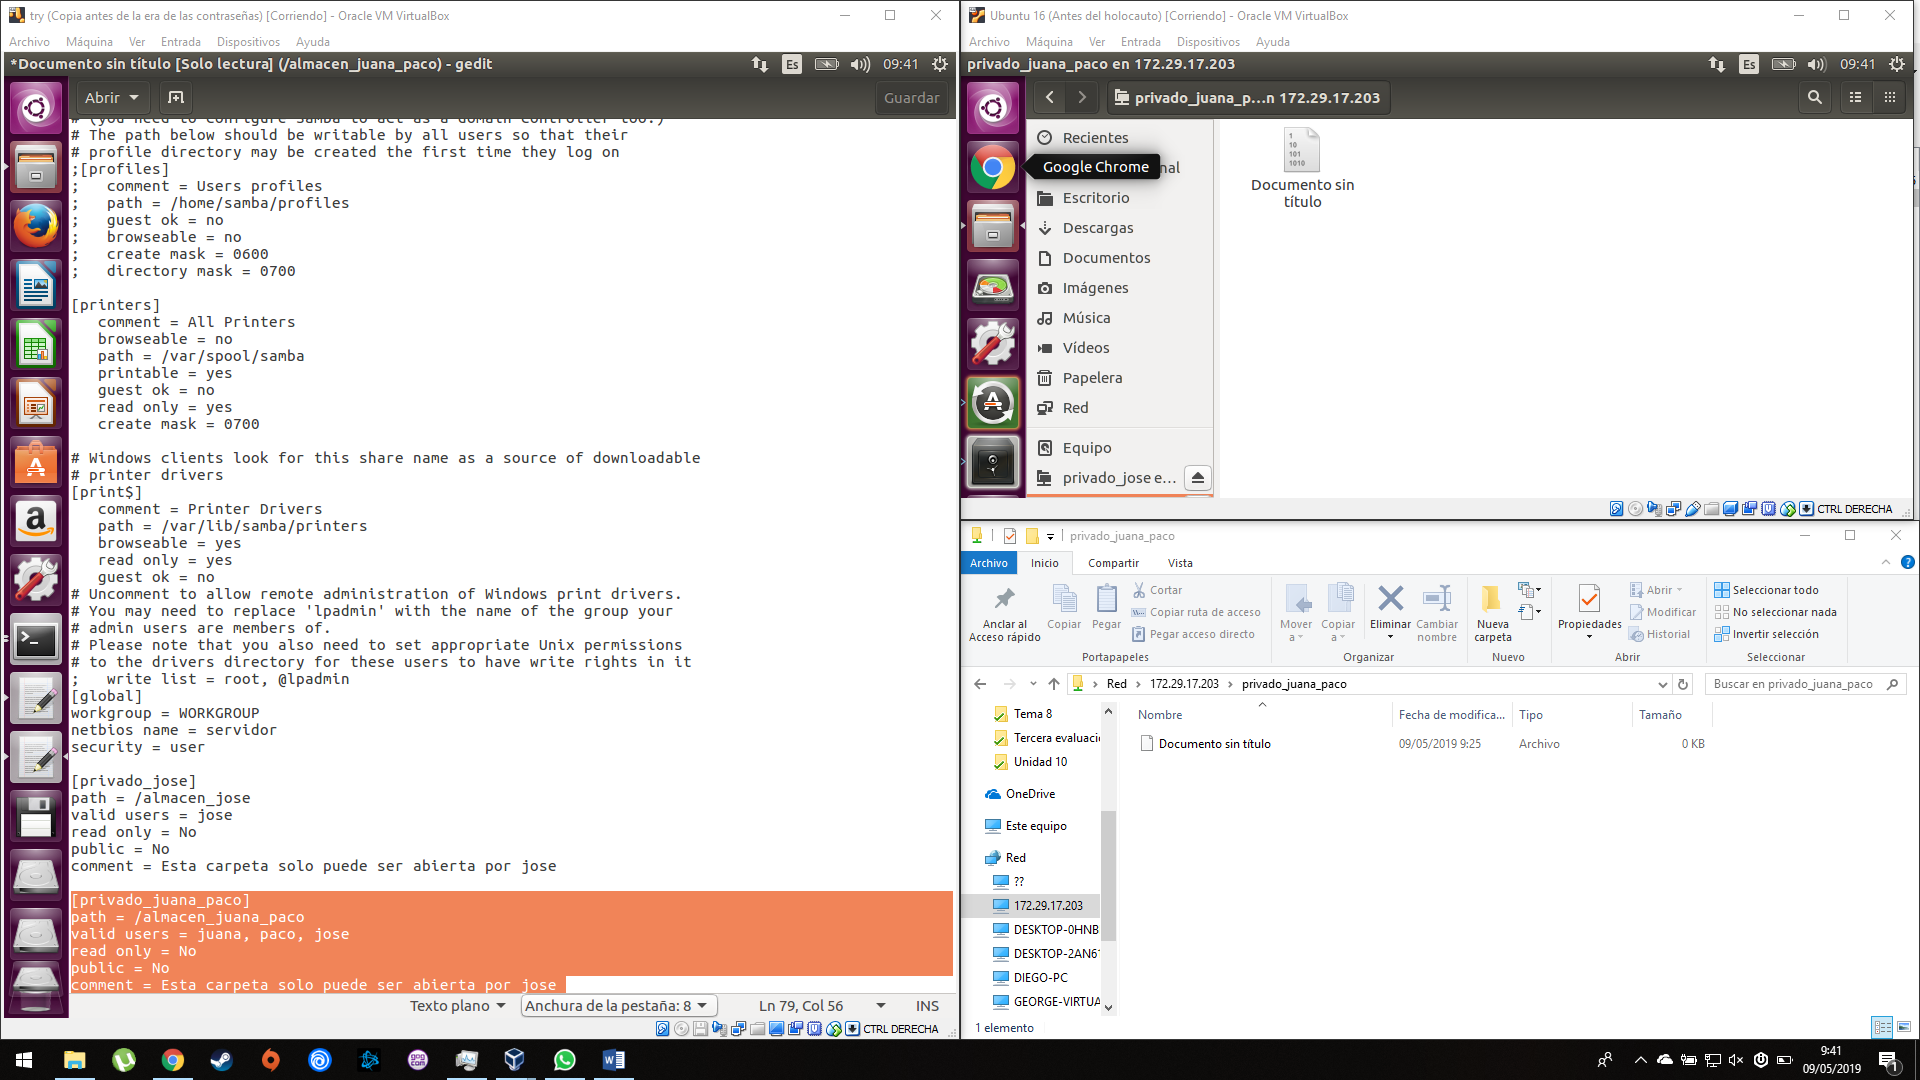 try (Copia antes de la era de las contraseñas) [Corriendo] - Oracle VM VirtualBox
Archivo Máquina Ver Entrada Dispositivos Ayuda
*Documento sin título [Solo lectura] (/almacen_juana_paco) - gedit Es 09:41
Abrir Guardar
# (you need to configure Samba to act as a domain controller too.)
# The path below should be writable by all users so that their
# profile directory may be created the first time they log on
;[profiles]
;   comment = Users profiles
;   path = /home/samba/profiles
;   guest ok = no
;   browseable = no
;   create mask = 0600
;   directory mask = 0700
[printers]
   comment = All Printers
   browseable = no
   path = /var/spool/samba
   printable = yes
   guest ok = no
   read only = yes
   create mask = 0700
# Windows clients look for this share name as a source of downloadable
# printer drivers
[print$]
   comment = Printer Drivers
   path = /var/lib/samba/printers
   browseable = yes
   read only = yes
   guest ok = no
# Uncomment to allow remote administration of Windows print drivers.
# You may need to replace 'lpadmin' with the name of the group your
# admin users are members of.
# Please note that you also need to set appropriate Unix permissions
# to the drivers directory for these users to have write rights in it
;   write list = root, @lpadmin
[global]
workgroup = WORKGROUP
netbios name = servidor
security = user
[privado_jose]
path = /almacen_jose
valid users = jose
read only = No
public = No
comment = Esta carpeta solo puede ser abierta por jose
[privado_juana_paco]
path = /almacen_juana_paco
valid users = juana, paco, jose
read only = No
public = No
comment = Esta carpeta solo puede ser abierta por jose
Texto plano Anchura de la pestaña: 8 Ln 79, Col 56 INS
CTRL DERECHA
Ubuntu 16 (Antes del holocauto) [Corriendo] - Oracle VM VirtualBox
Archivo Máquina Ver Entrada Dispositivos Ayuda
privado_juana_paco en 172.29.17.203 Es 09:41
privado_juana_p...n 172.29.17.203
Recientes
Google Chrome nal
Escritorio
Descargas
Documentos
Imágenes
Música
Vídeos
Papelera
Red
Equipo
privado_jose e...
1
10
101
1010
Documento sin
título
CTRL DERECHA
privado_juana_paco
Archivo Inicio Compartir Vista
Anclar al
Acceso rápido
Copiar
Pegar
Cortar
Copiar ruta de acceso
Pegar acceso directo
Portapapeles
Mover
a
Copiar
a
Eliminar
Cambiar
nombre
Organizar
Nueva
carpeta
Nuevo
Propiedades
Abrir
Modificar
Historial
Abrir
Seleccionar todo
No seleccionar nada
Invertir selección
Seleccionar
Red 172.29.17.203 privado_juana_paco
Buscar en privado_juana_paco
Tema 8
Tercera evaluaci
Unidad 10
OneDrive
Este equipo
Red
??
172.29.17.203
DESKTOP-0HNB
DESKTOP-2AN61
DIEGO-PC
GEORGE-VIRTUA
Nombre Fecha de modifica... Tipo Tamaño
Documento sin título 09/05/2019 9:25 Archivo 0 KB
1 elemento
9:41
09/05/2019
1